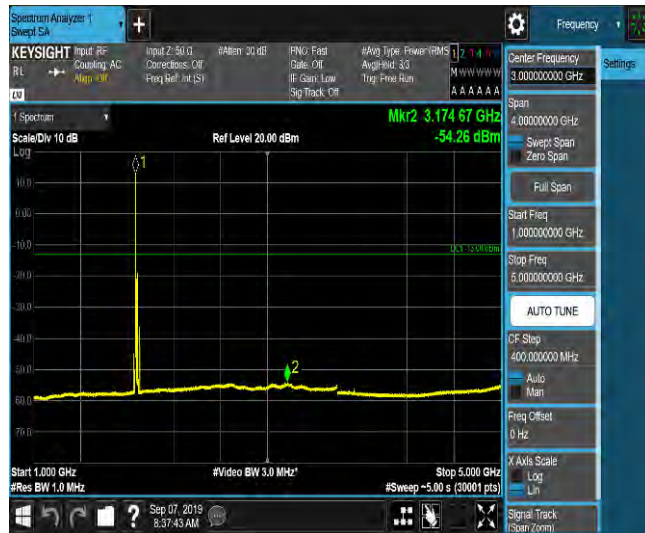 Spectrum Analyzer 1
Swept SA
Frequency
KEYSIGHT
Input: RF
Input Z: 50 Ω
#Atten: 30 dB
PNO: Fast
#Avg Type: Power (RMS
RL
Coupling: AC
Corrections: Off
Gate: Off
Avg|Hold: 3/3
M W W W W W
Align: Off
Freq Ref: Int (S)
IF Gain: Low
Trig: Free Run
Sig Track: Off
A A A A A A
LV
1 Spectrum
Mkr2 3.174 67 GHz
Scale/Div 10 dB
Ref Level 20.00 dBm
-54.26 dBm
Log
1
10.0
0.00
-10.0
DL1 -13.00 dBm
-20.0
-30.0
-40.0
-50.0
2
-60.0
-70.0
Start 1.000 GHz
#Video BW 3.0 MHz*
Stop 5.000 GHz
#Res BW 1.0 MHz
#Sweep ~5.00 s (30001 pts)
Sep 07, 2019
8:37:43 AM
?
Center Frequency
3.000000000 GHz
Settings
Span
4.00000000 GHz
Swept Span
Zero Span
Full Span
Start Freq
1.000000000 GHz
Stop Freq
5.000000000 GHz
AUTO TUNE
CF Step
400.000000 MHz
Auto
Man
Freq Offset
0 Hz
X Axis Scale
Log
Lin
Signal Track
(Span Zoom)